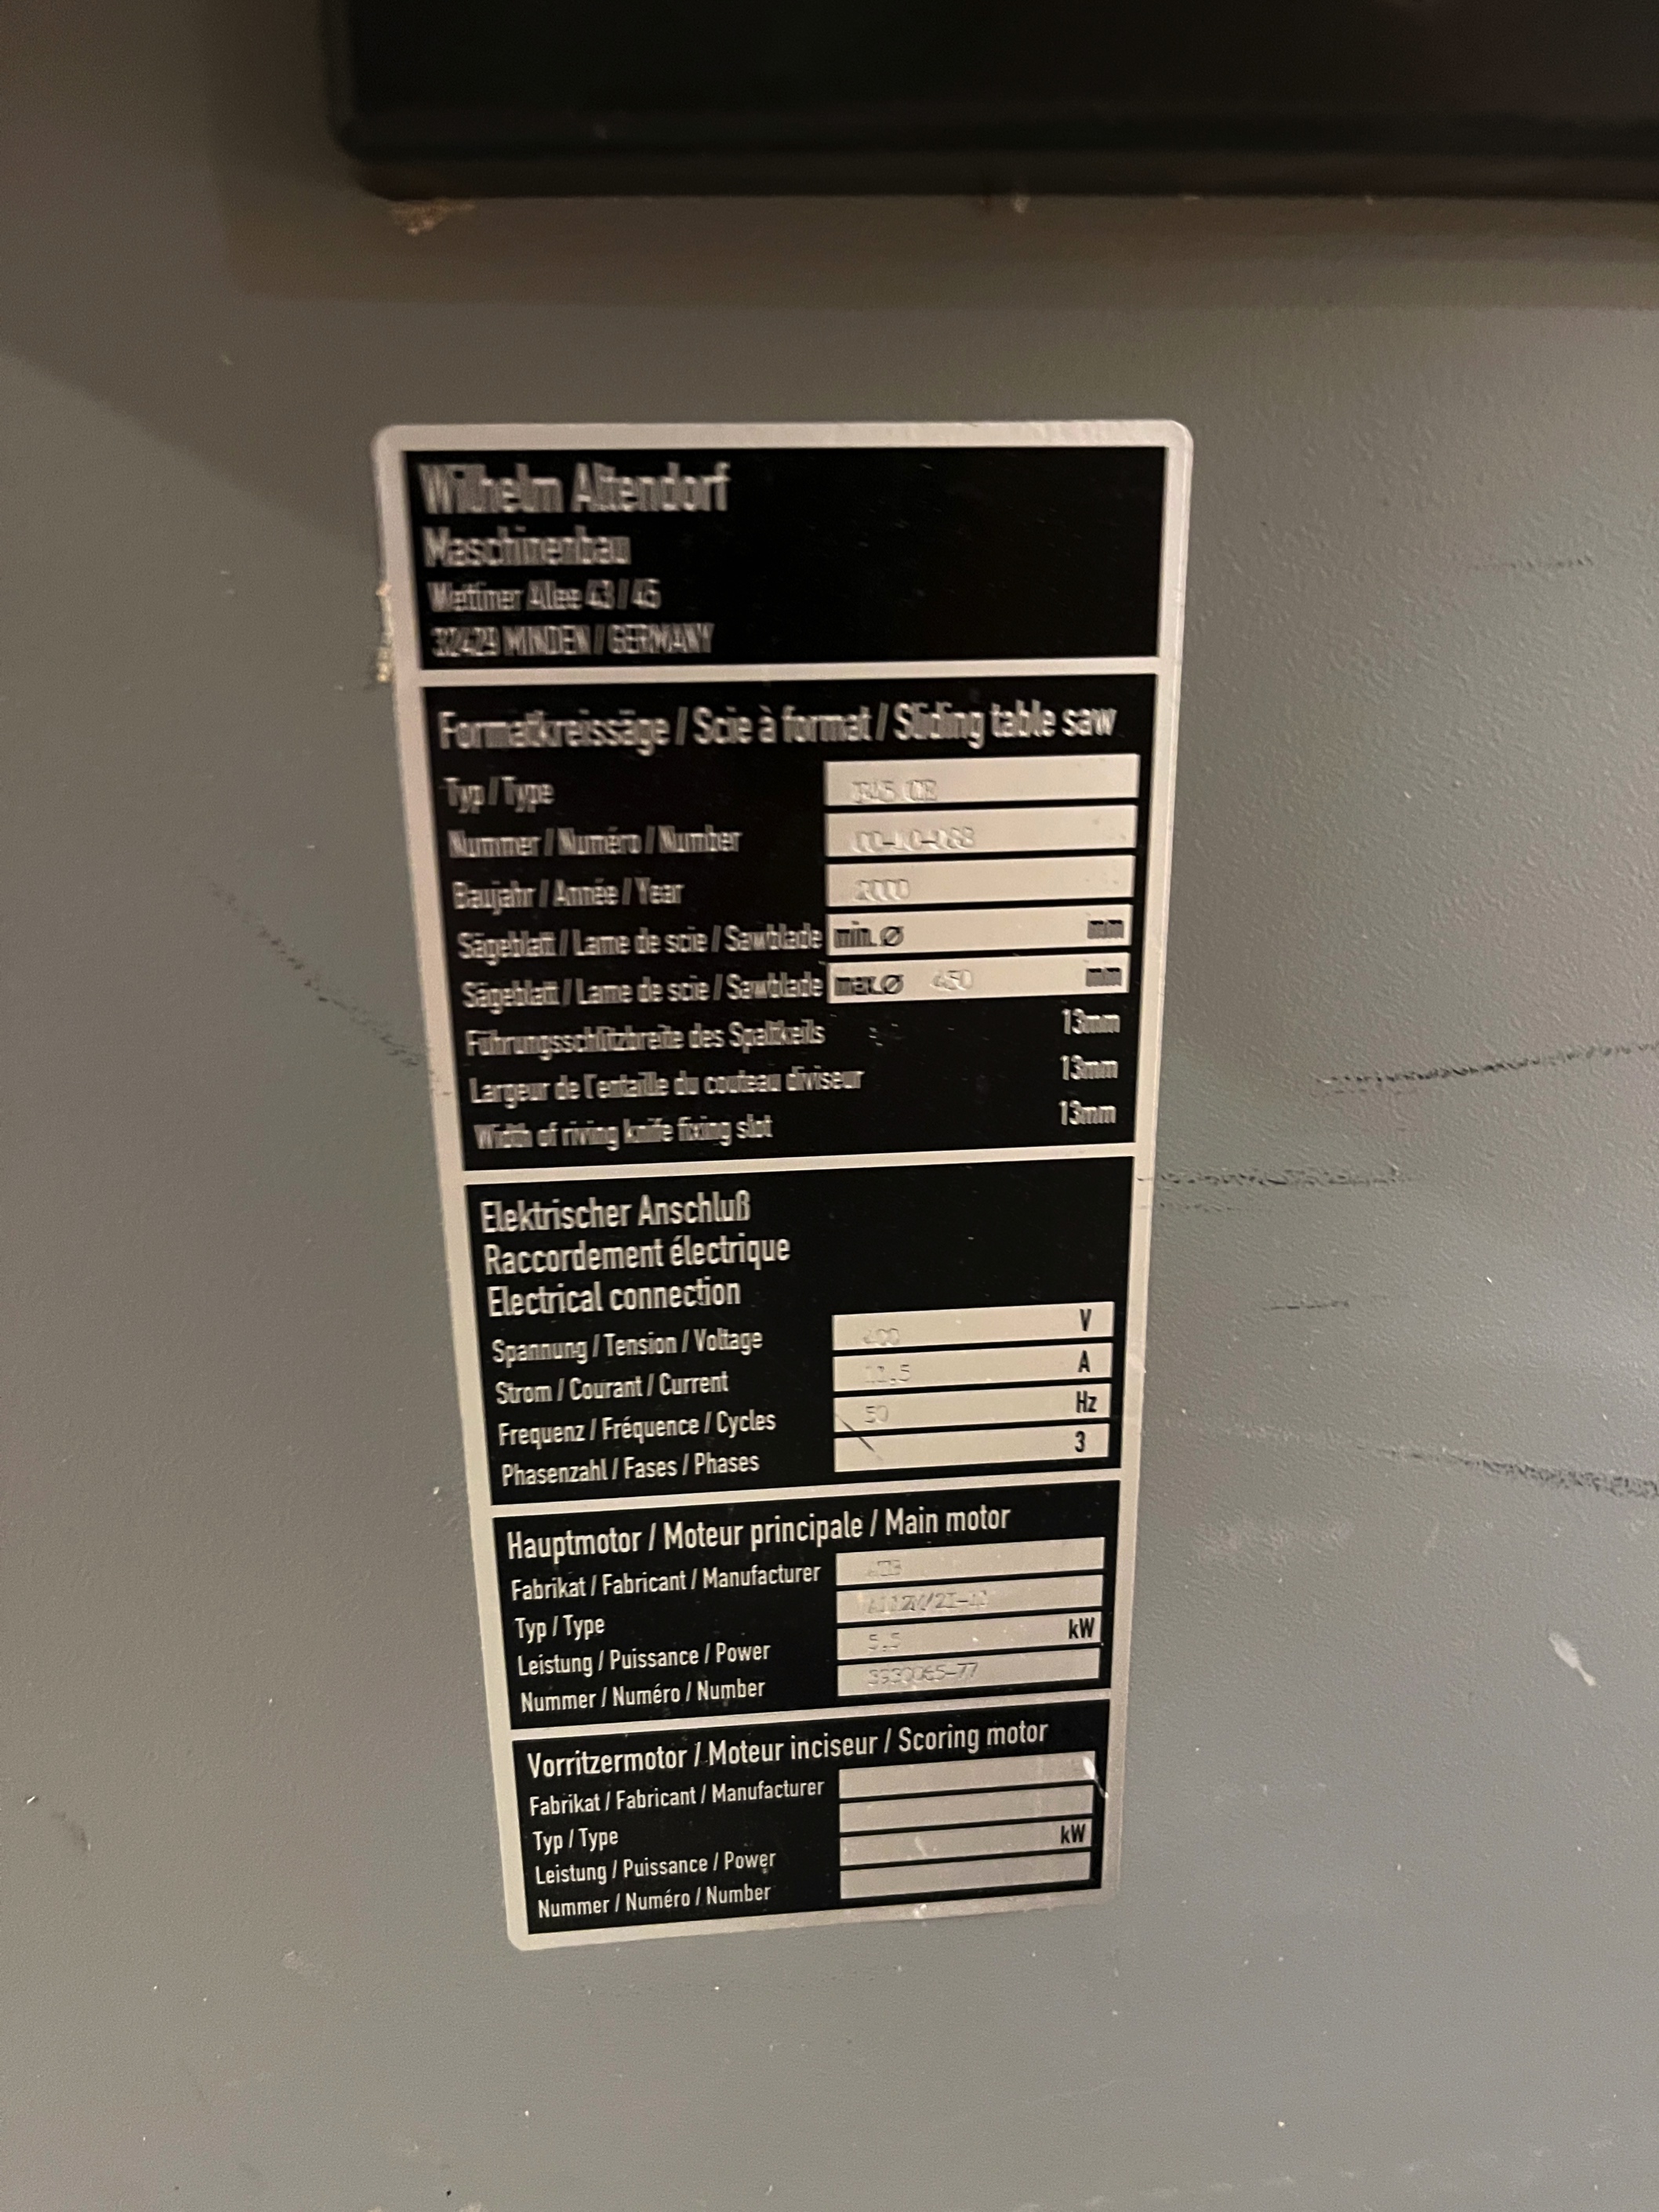 Wilhelm Altendorf
Maschinenbau
Wettiner Allee 43/45
32429 MINDEN / GERMANY
Formatkreissäge / Scie à format / Sliding table saw
Typ / Type F45 CE
Nummer / Numéro / Number
Baujahr / Année / Year 2000
Sägeblatt / Lame de scie / Sawblade min. Ø mm
Sägeblatt / Lame de scie / Sawblade max. Ø 450 mm
Führungsschlitzbreite des Spaltkeils 13mm
Largeur de l'entaille du couteau diviseur 13mm
Width of riving knife fixing slot 13mm
Elektrischer Anschluß
Raccordement électrique
Electrical connection
Spannung / Tension / Voltage 400 V
Strom / Courant / Current 11,5 A
Frequenz / Fréquence / Cycles 50 Hz
Phasenzahl / Fases / Phases 3
Hauptmotor / Moteur principale / Main motor
Fabrikat / Fabricant / Manufacturer
Typ / Type
Leistung / Puissance / Power 5,5 kW
Nummer / Numéro / Number
Vorritzermotor / Moteur inciseur / Scoring motor
Fabrikat / Fabricant / Manufacturer
Typ / Type
Leistung / Puissance / Power kW
Nummer / Numéro / Number